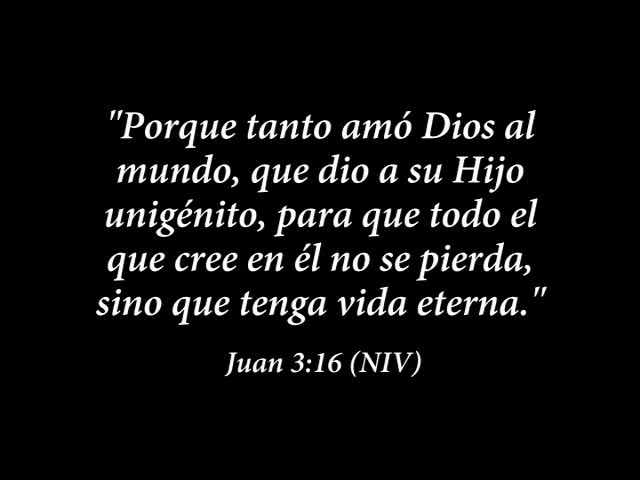 "Porque tanto amó Dios al
mundo, que dio a su Hijo
unigénito, para que todo el
que cree en él no se pierda,
sino que tenga vida eterna."
Juan 3:16 (NIV)